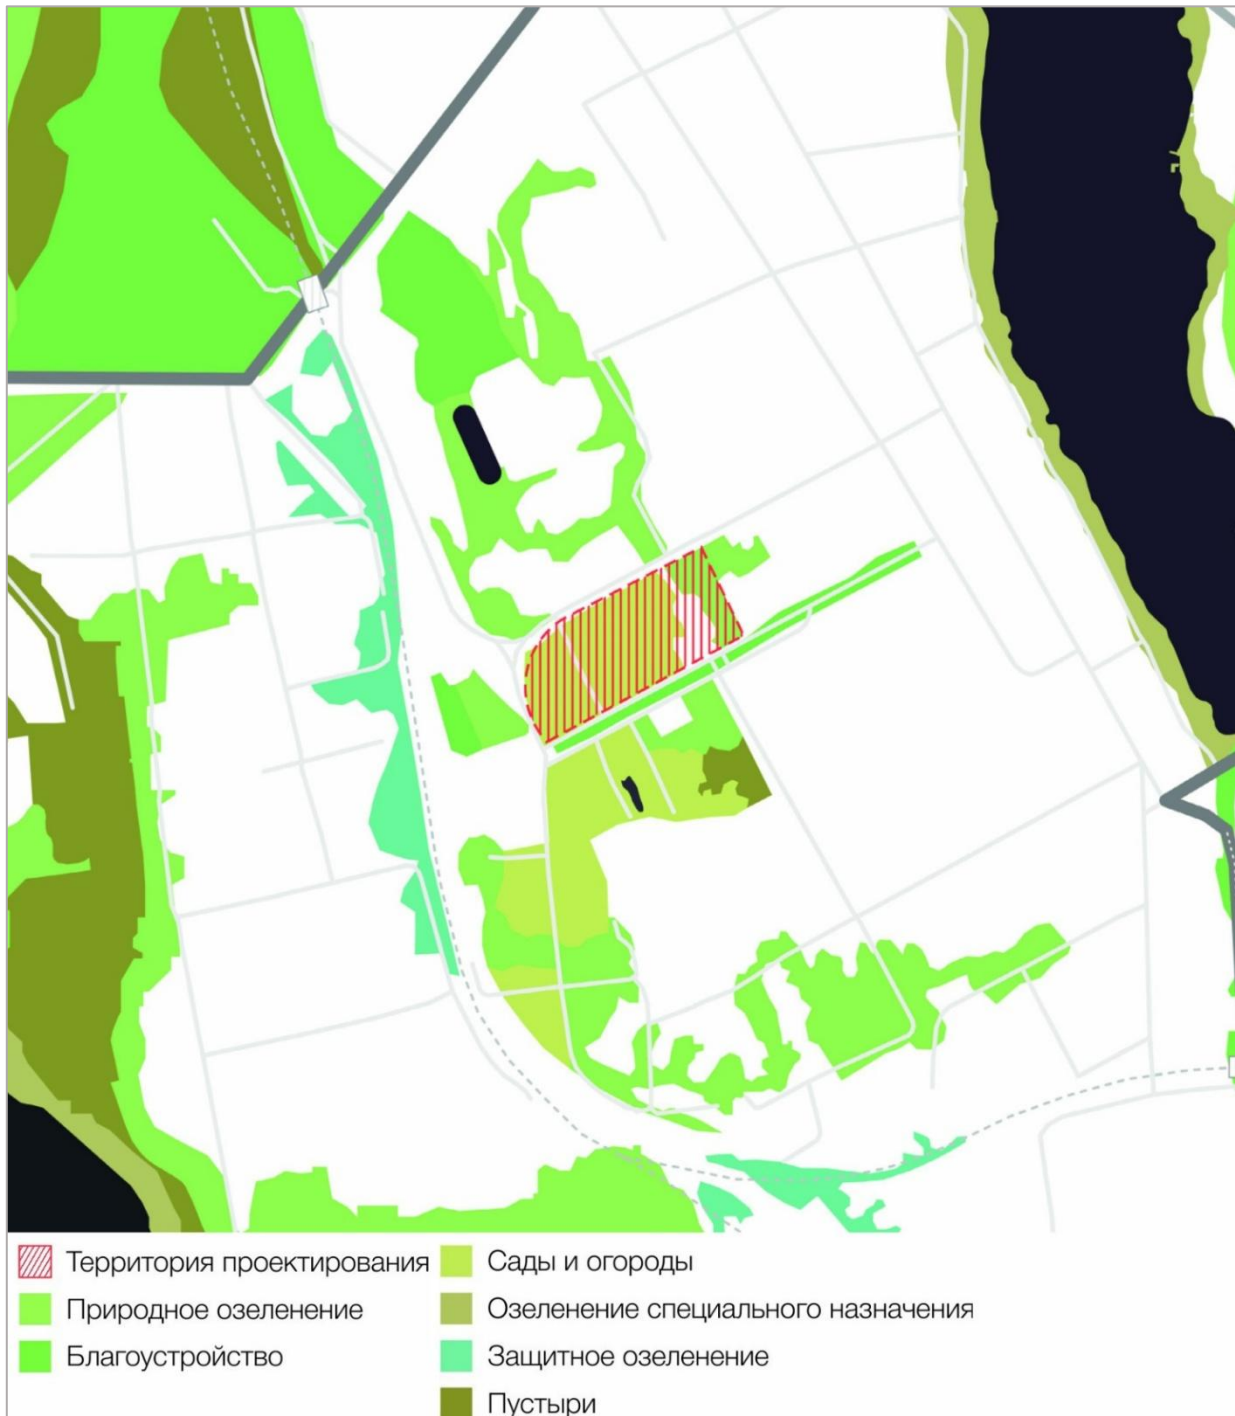 Территория проектирования
Природное озеленение
Благоустройство
Сады и огороды
Озеленение специального назначения
Защитное озеленение
Пустыри